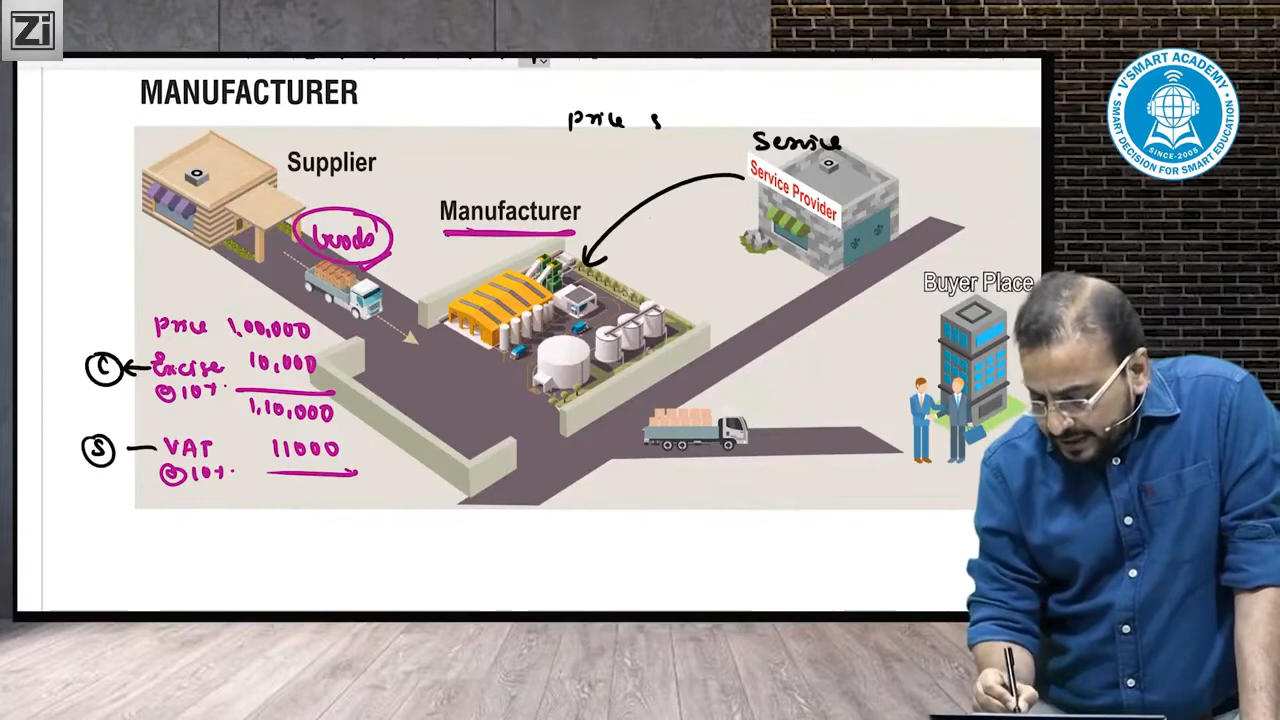 Zi
MANUFACTURER
Price s
Supplier
Service
Service Provider
Manufacturer
Goods
Buyer Place
Price 1,00,000
C Excise 10,000
@10%
1,10,000
S VAT 11000
@10%
V'SMART ACADEMY
SMART DECISION FOR SMART EDUCATION
SINCE-2005